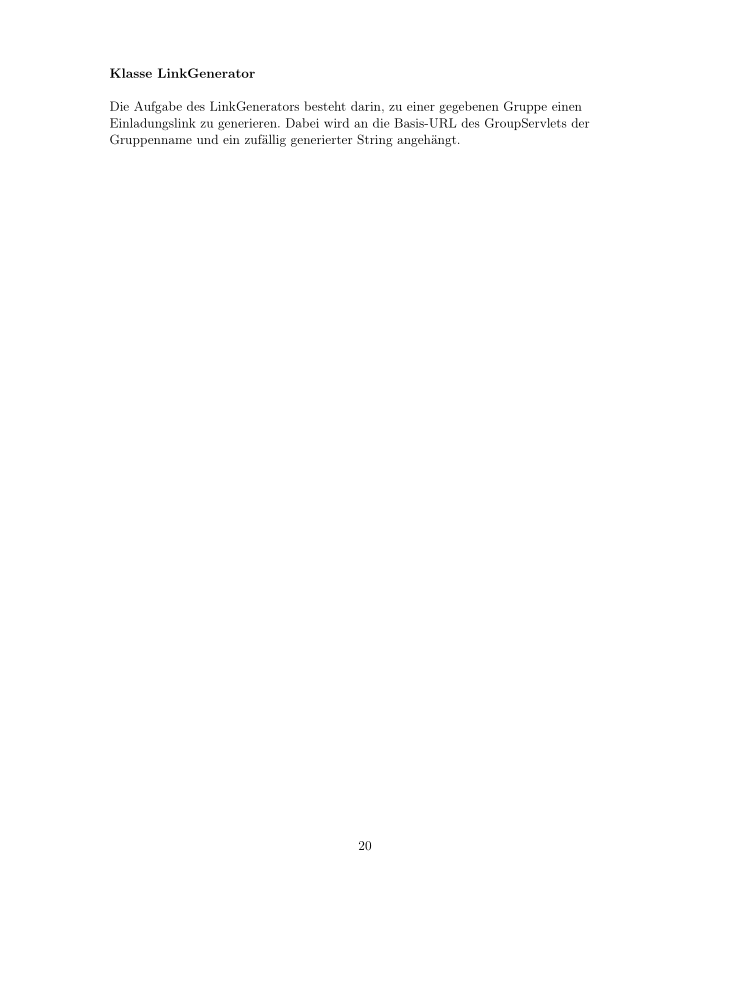 Klasse LinkGenerator
Die Aufgabe des LinkGenerators besteht darin, zu einer gegebenen Gruppe einen
Einladungslink zu generieren. Dabei wird an die Basis-URL des GroupServlets der
Gruppenname und ein zufällig generierter String angehängt.
20